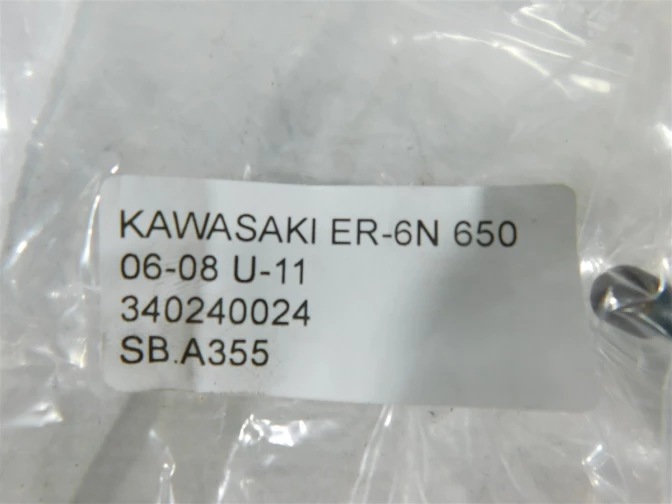 KAWASAKI ER-6N 650
06-08 U-11
340240024
SB.A355